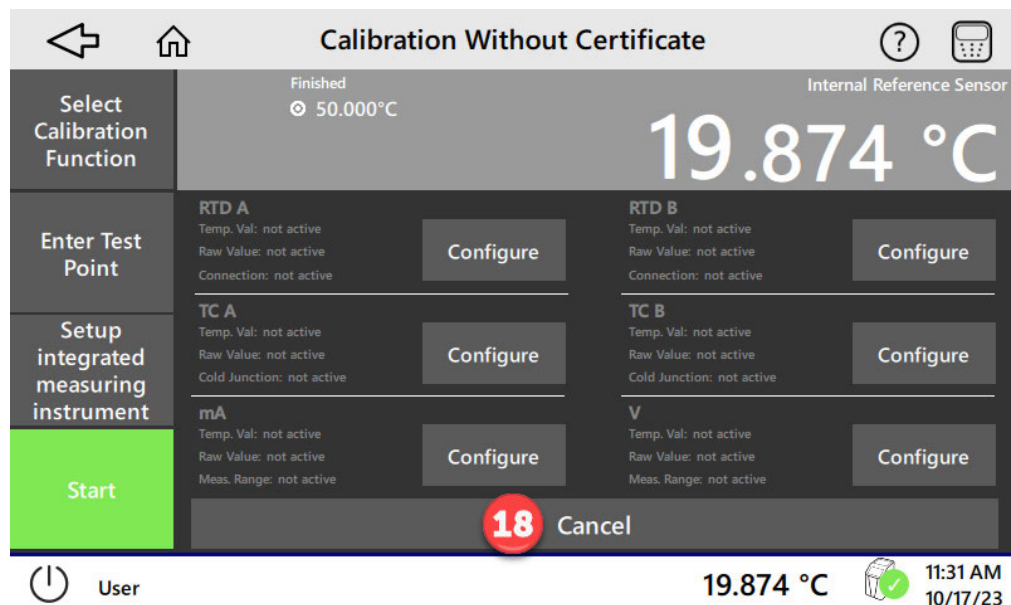 Calibration Without Certificate
?
Select
Calibration
Function
Enter Test
Point
Setup
integrated
measuring
instrument
Start
Finished
50.000°C
Internal Reference Sensor
19.874 °C
RTD A
Temp. Val: not active
Raw Value: not active
Connection: not active
Configure
RTD B
Temp. Val: not active
Raw Value: not active
Connection: not active
Configure
TC A
Temp. Val: not active
Raw Value: not active
Cold Junction: not active
Configure
TC B
Temp. Val: not active
Raw Value: not active
Cold Junction: not active
Configure
mA
Temp. Val: not active
Raw Value: not active
Meas. Range: not active
Configure
V
Temp. Val: not active
Raw Value: not active
Meas. Range: not active
Configure
18 Cancel
User
19.874 °C
11:31 AM
10/17/23